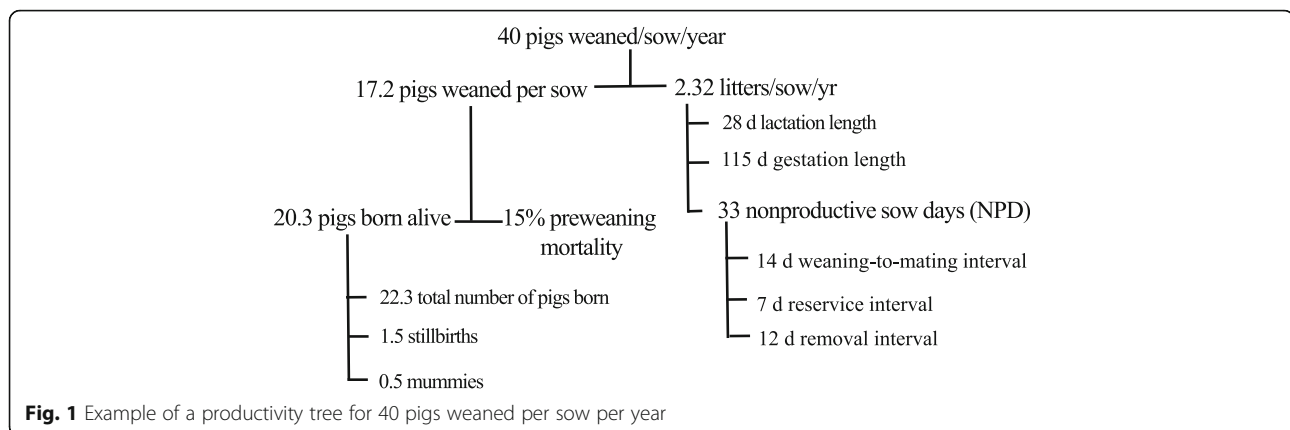 40 pigs weaned/sow/year
17.2 pigs weaned per sow
2.32 litters/sow/yr
28 d lactation length
115 d gestation length
20.3 pigs born alive
15% preweaning
mortality
33 nonproductive sow days (NPD)
22.3 total number of pigs born
1.5 stillbirths
0.5 mummies
14 d weaning-to-mating interval
7 d reservice interval
12 d removal interval
Fig. 1 Example of a productivity tree for 40 pigs weaned per sow per year